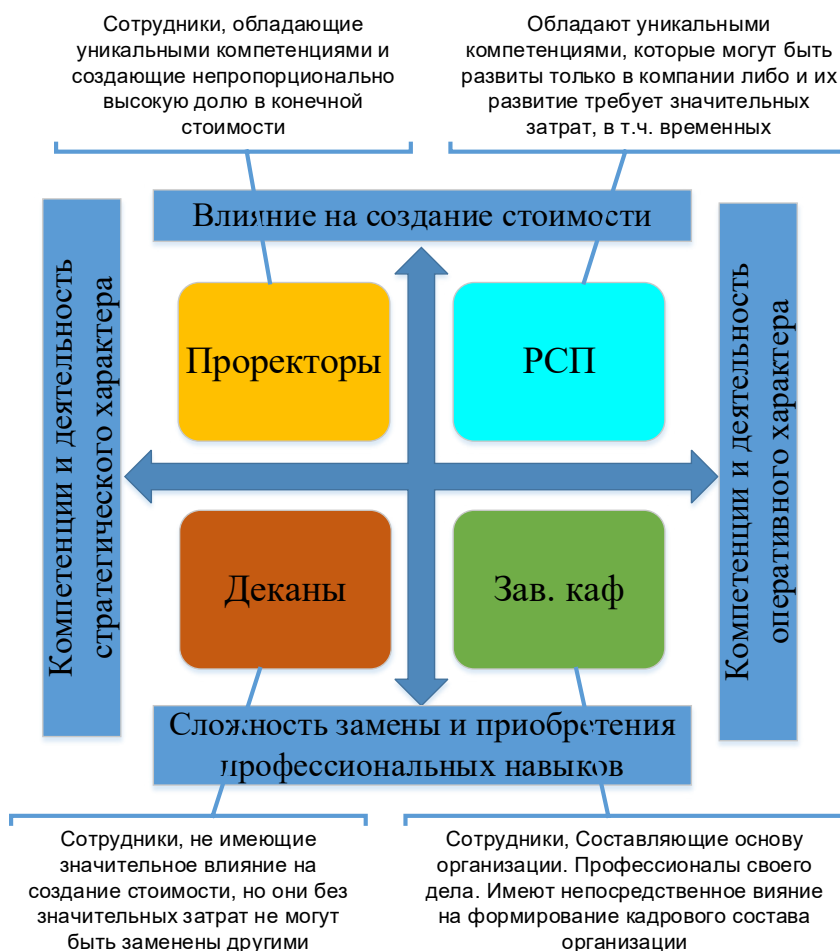 Сотрудники, обладающие
уникальными компетенциями и
создающие непропорционально
высокую долю в конечной
стоимости
Обладают уникальными
компетенциями, которые могут быть
развиты только в компании либо и их
развитие требует значительных
затрат, в т.ч. временных
Влияние на создание стоимости
Компетенции и деятельность
стратегического характера
Проректоры
РСП
Компетенции и деятельность
оперативного характера
Деканы
Зав. каф
Сложность замены и приобретения
профессиональных навыков
Сотрудники, не имеющие
значительное влияние на
создание стоимости, но они без
значительных затрат не могут
быть заменены другими
Сотрудники, Составляющие основу
организации. Профессионалы своего
дела. Имеют непосредственное вияние
на формирование кадрового состава
организации